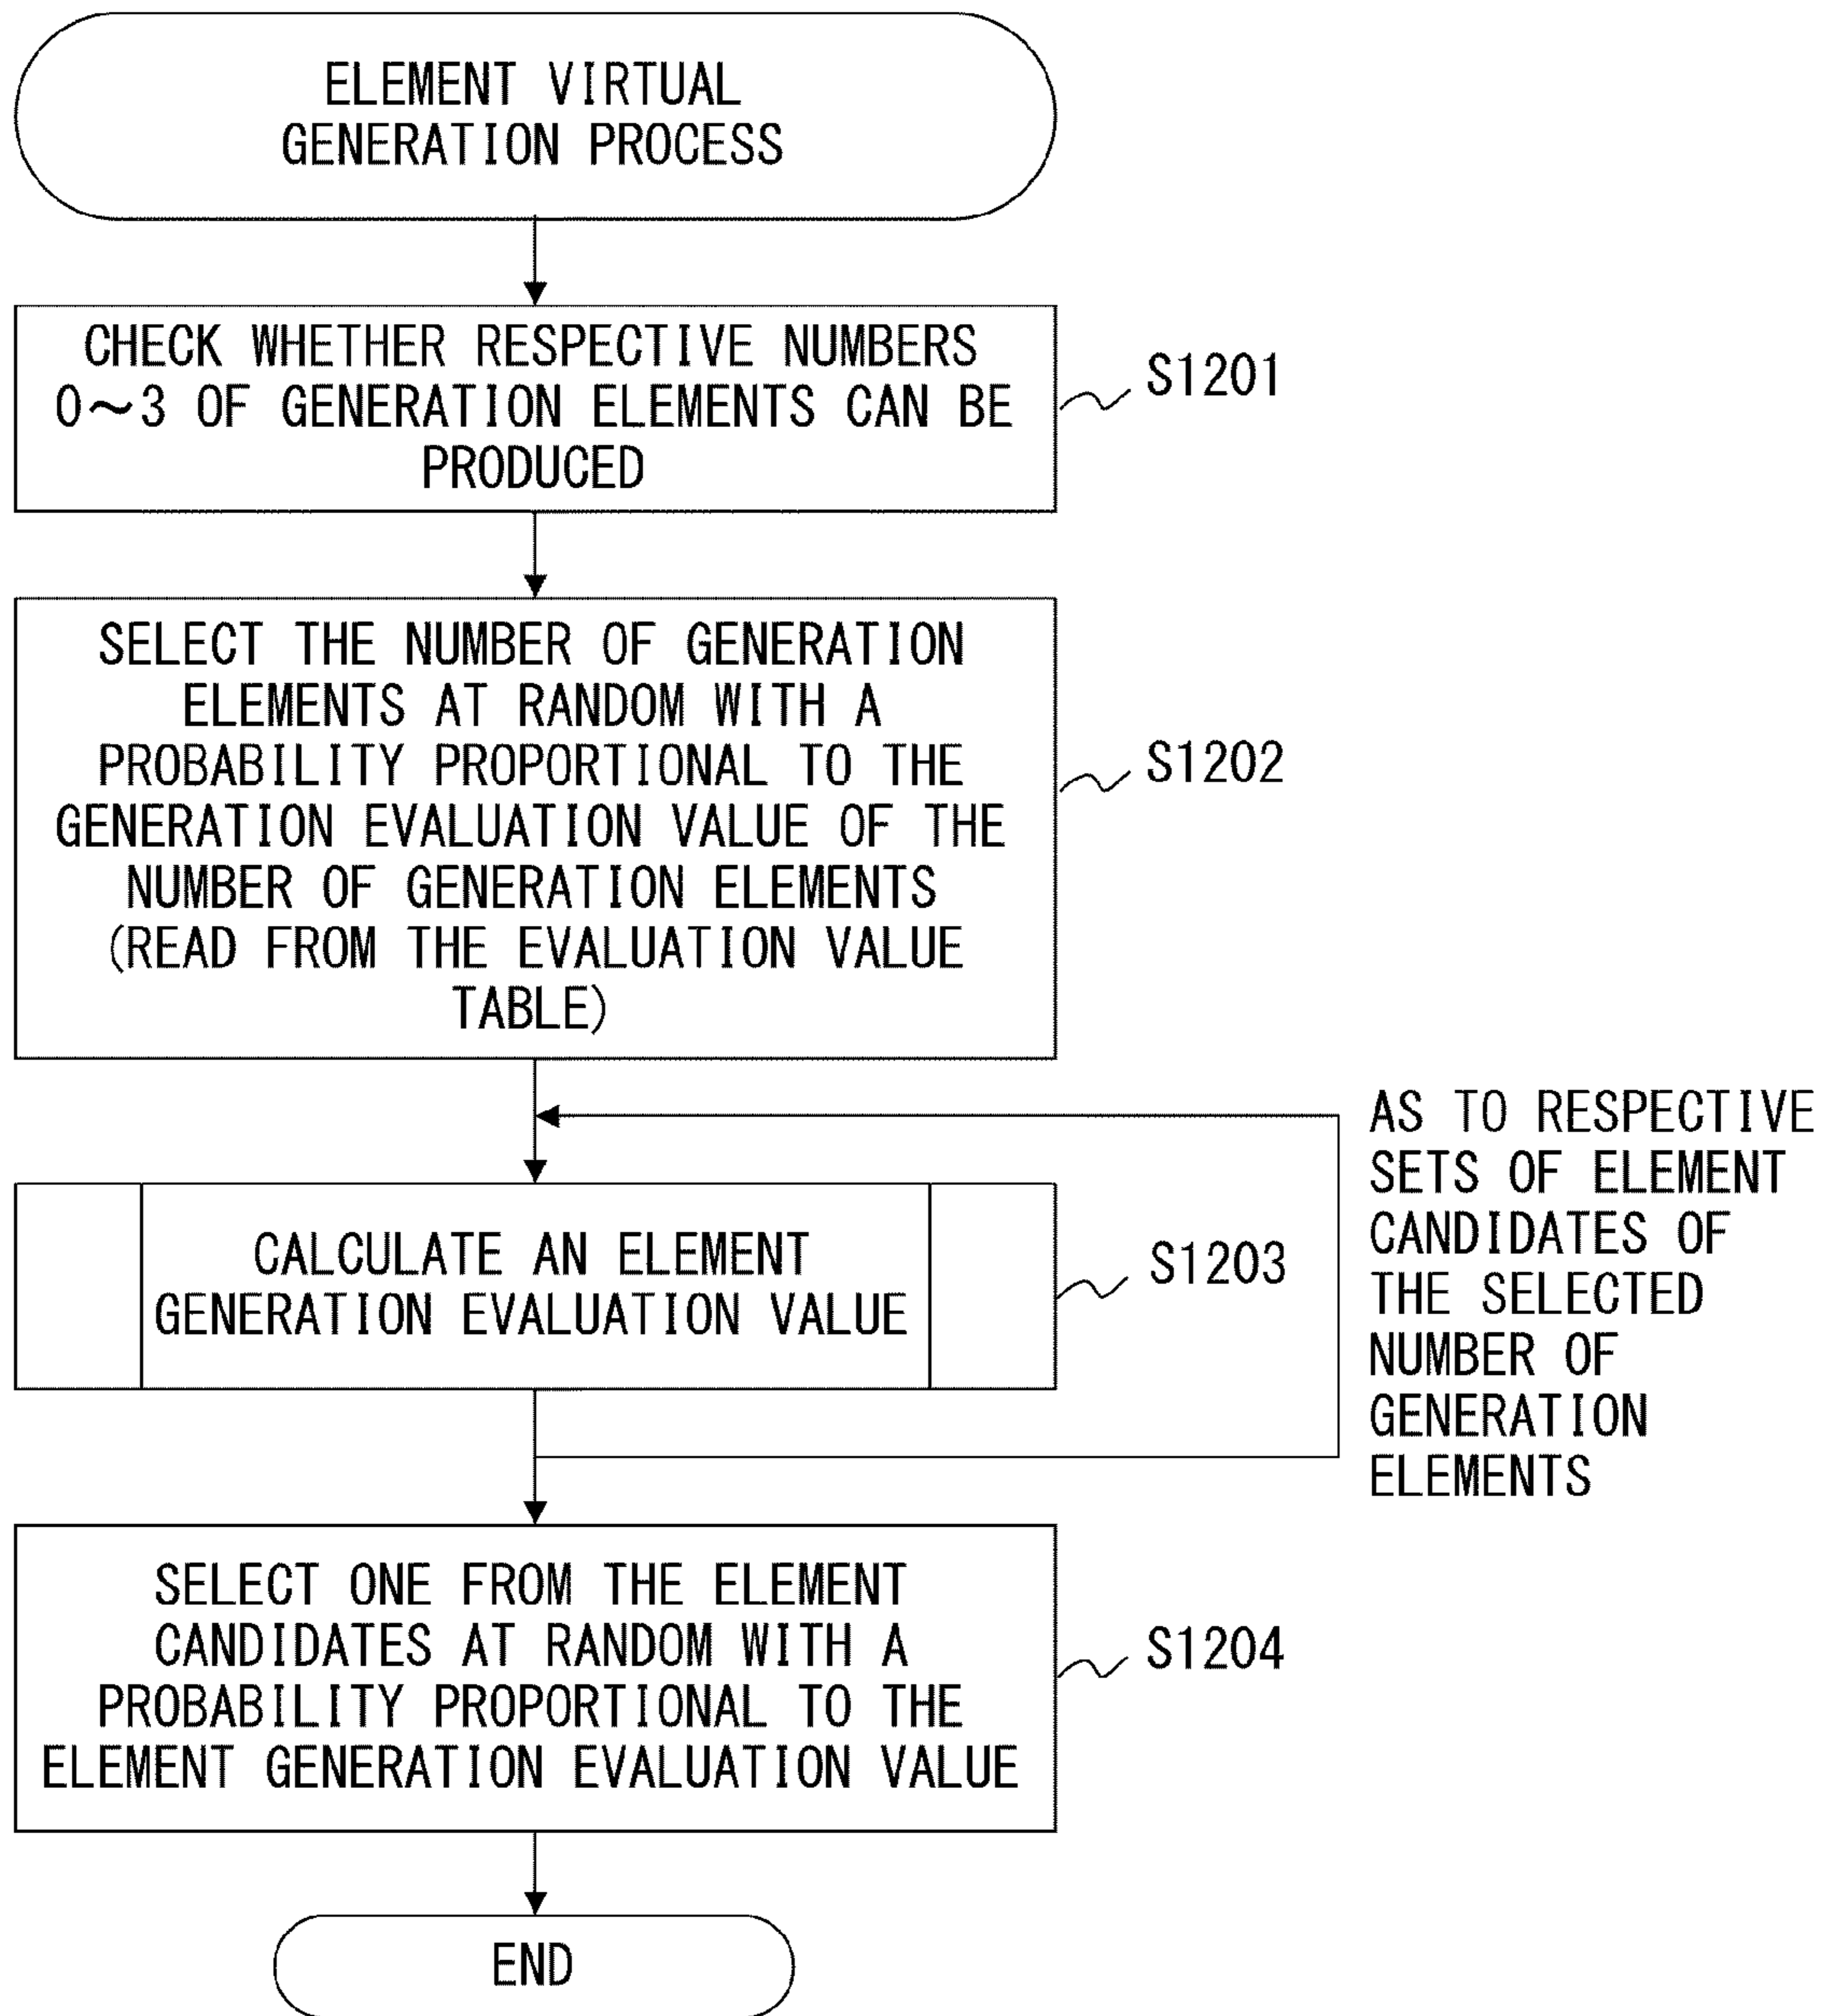 ELEMENT VIRTUAL
GENERATION PROCESS
CHECK WHETHER RESPECTIVE NUMBERS
0～3 OF GENERATION ELEMENTS CAN BE
PRODUCED
S1201
SELECT THE NUMBER OF GENERATION
ELEMENTS AT RANDOM WITH A
PROBABILITY PROPORTIONAL TO THE
GENERATION EVALUATION VALUE OF THE
NUMBER OF GENERATION ELEMENTS
(READ FROM THE EVALUATION VALUE
TABLE)
S1202
CALCULATE AN ELEMENT
GENERATION EVALUATION VALUE
S1203
AS TO RESPECTIVE
SETS OF ELEMENT
CANDIDATES OF
THE SELECTED
NUMBER OF
GENERATION
ELEMENTS
SELECT ONE FROM THE ELEMENT
CANDIDATES AT RANDOM WITH A
PROBABILITY PROPORTIONAL TO THE
ELEMENT GENERATION EVALUATION VALUE
S1204
END